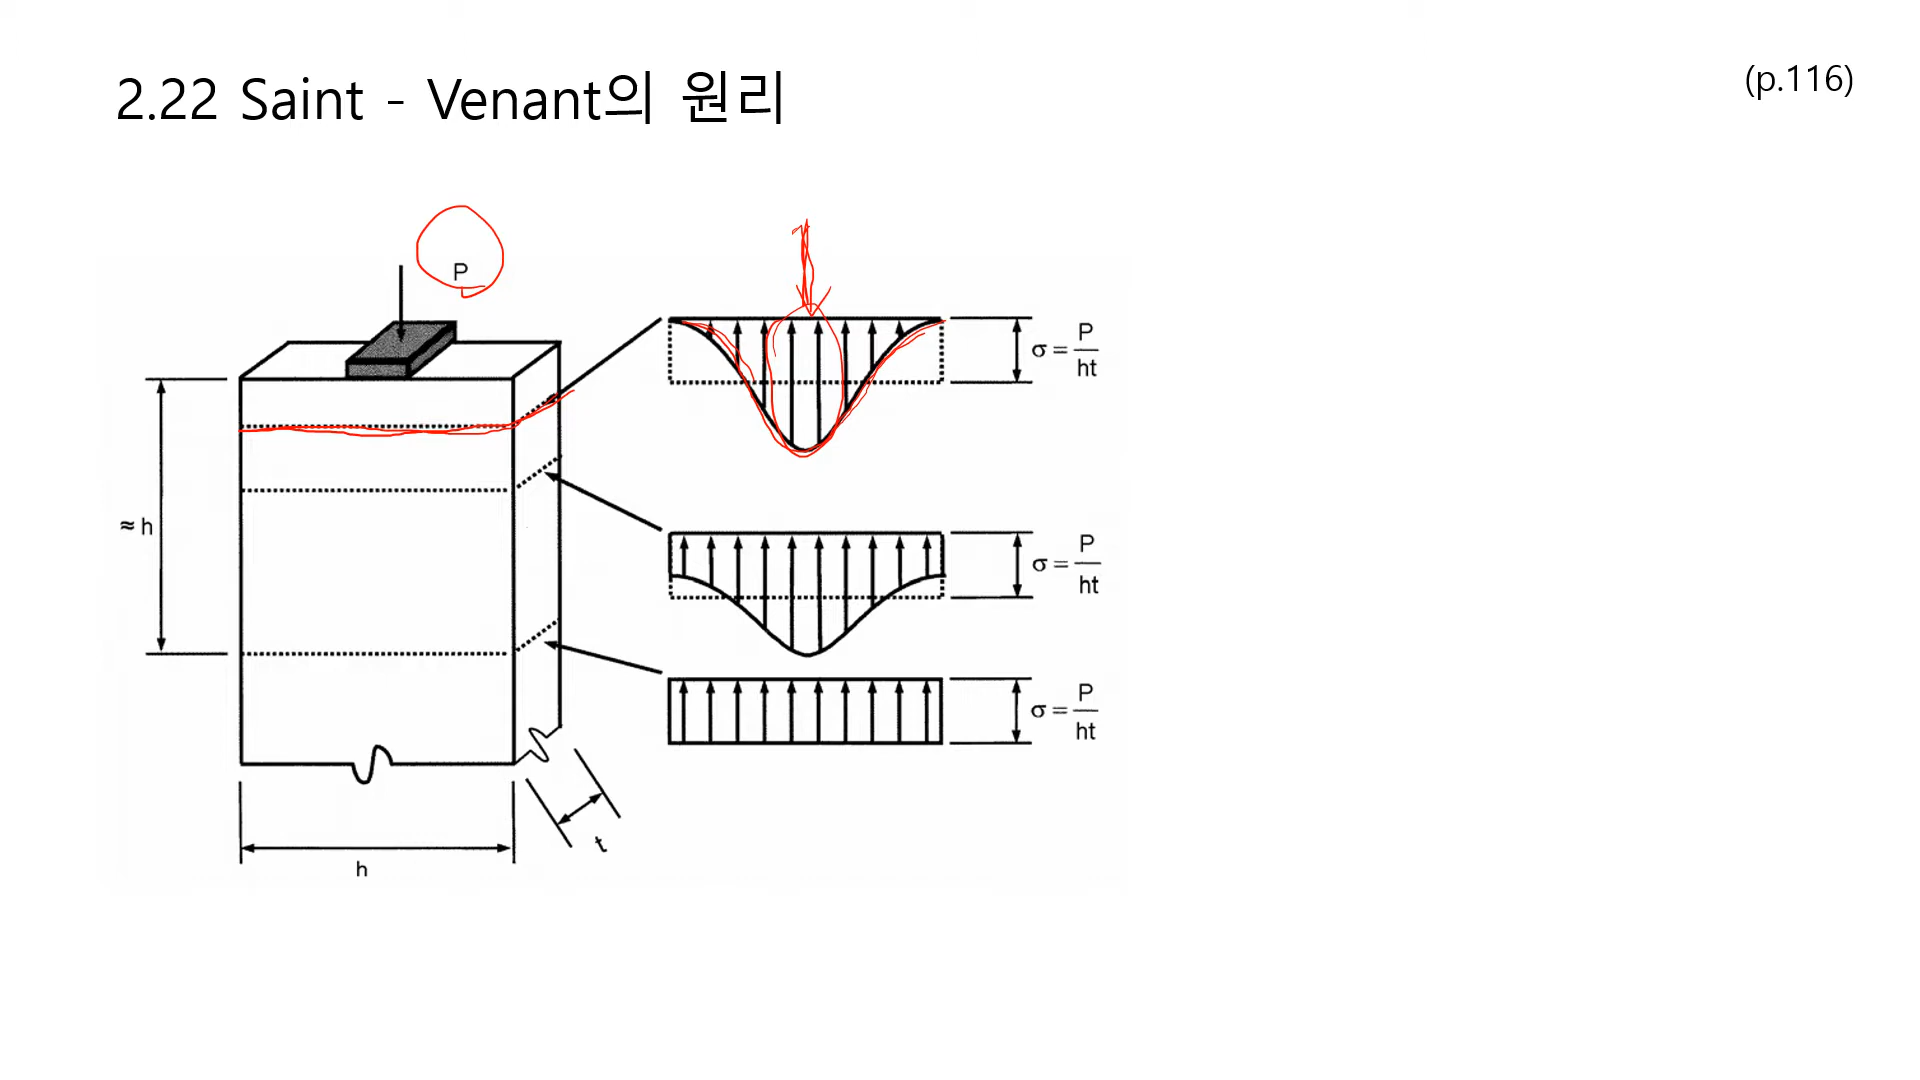 2.22 Saint - Venant의 원리
(p.116)
P
σ = P/ht
≈ h
σ = P/ht
σ = P/ht
t
h